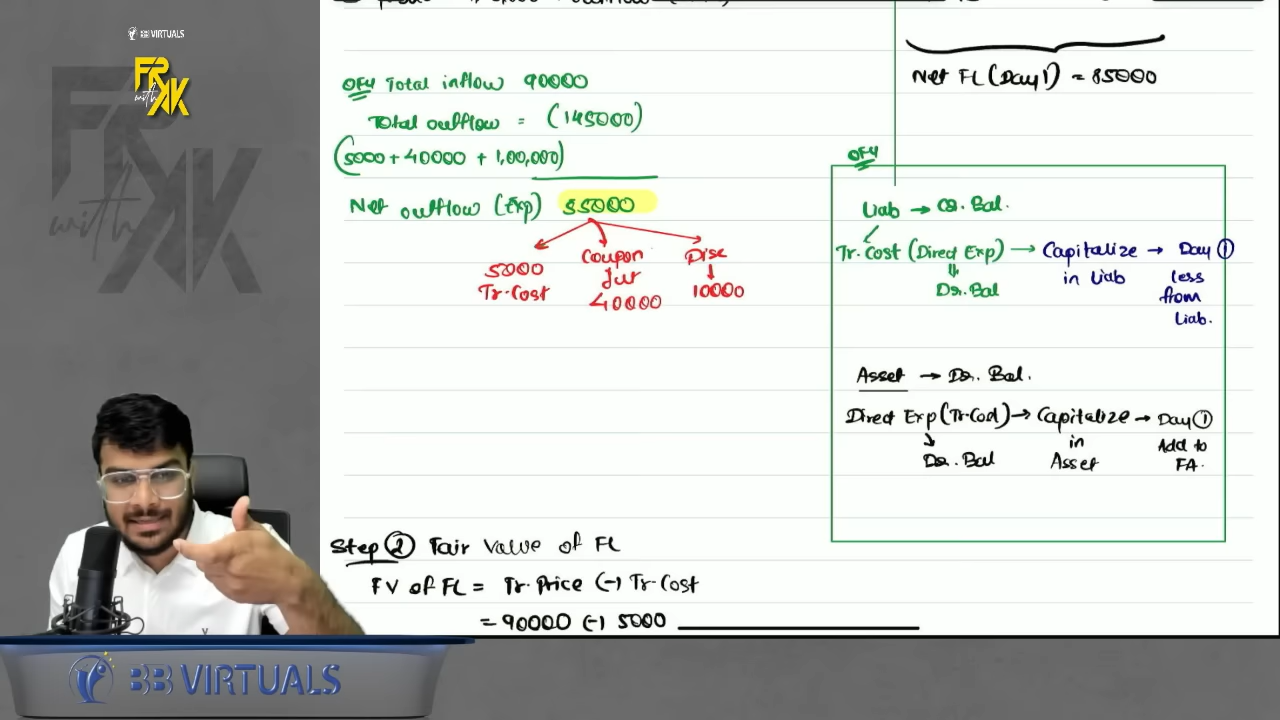 BB VIRTUALS
FR
with AK
FR
with
AK
Net FL (Day 1) = 85000
OFY Total inflow 90000
Total outflow = (145000)
(5000 + 40000 + 1,00,000)
Net outflow (Exp) 55000
5000
Tr. Cost
Coupon
Int
40000
Disc
10000
OFY
Liab → Cr. Bal.
Tr. Cost (Direct Exp) → Capitalize → Day 1
in Liab
less
from
Liab.
Dr. Bal
Asset → Dr. Bal.
Direct Exp (Tr. Cost) → Capitalize → Day 1
in
Asset
Add to
FA.
Dr. Bal
Step 2 Fair Value of FL
FV of FL = Tr. Price (-) Tr. Cost
= 90000 (-) 5000
BB VIRTUALS